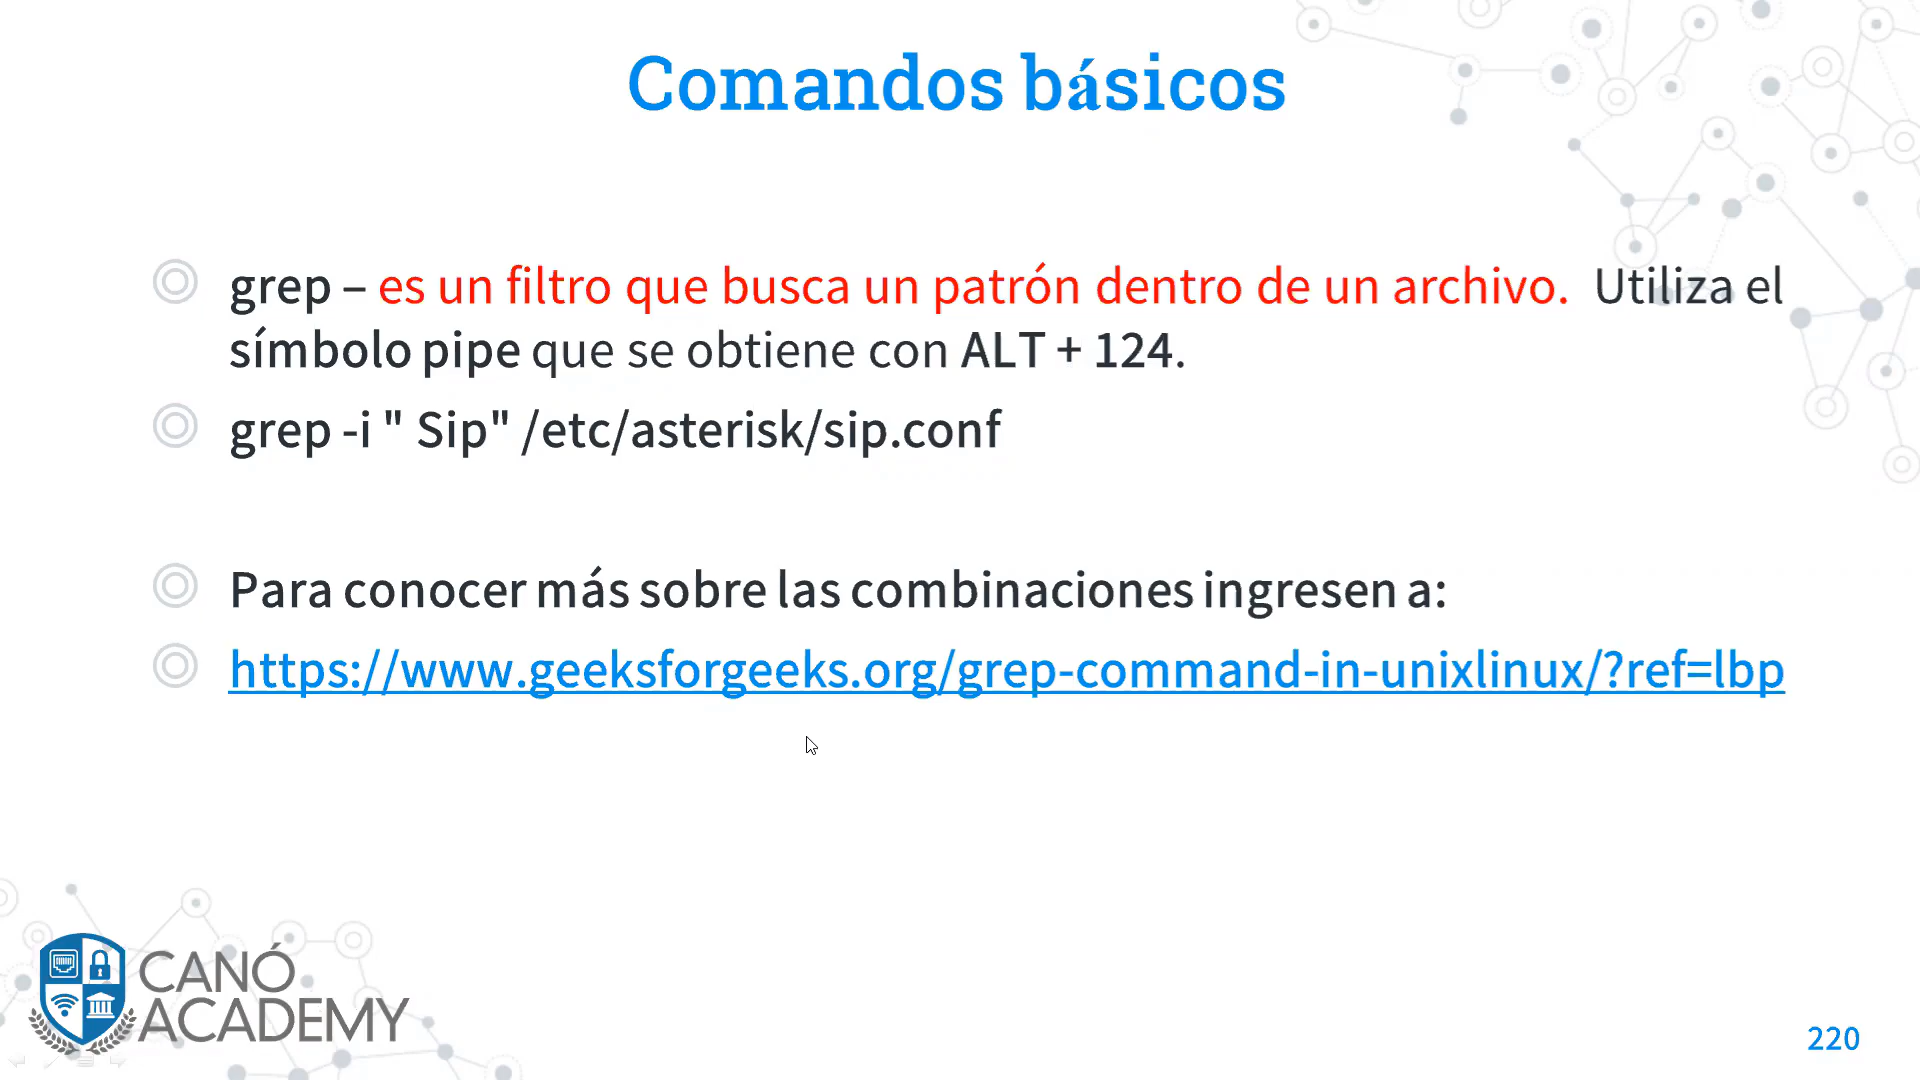 Comandos básicos
grep – es un filtro que busca un patrón dentro de un archivo. Utiliza el
símbolo pipe que se obtiene con ALT + 124.
grep -i " Sip" /etc/asterisk/sip.conf
Para conocer más sobre las combinaciones ingresen a:
https://www.geeksforgeeks.org/grep-command-in-unixlinux/?ref=lbp
CANÓ
ACADEMY
220